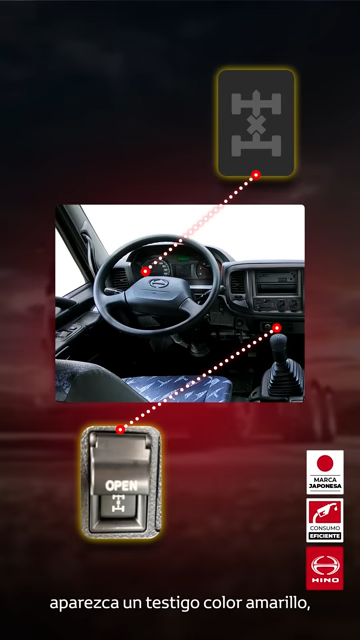 OPEN
MARCA
JAPONESA
CONSUMO
EFICIENTE
HINO
aparezca un testigo color amarillo,